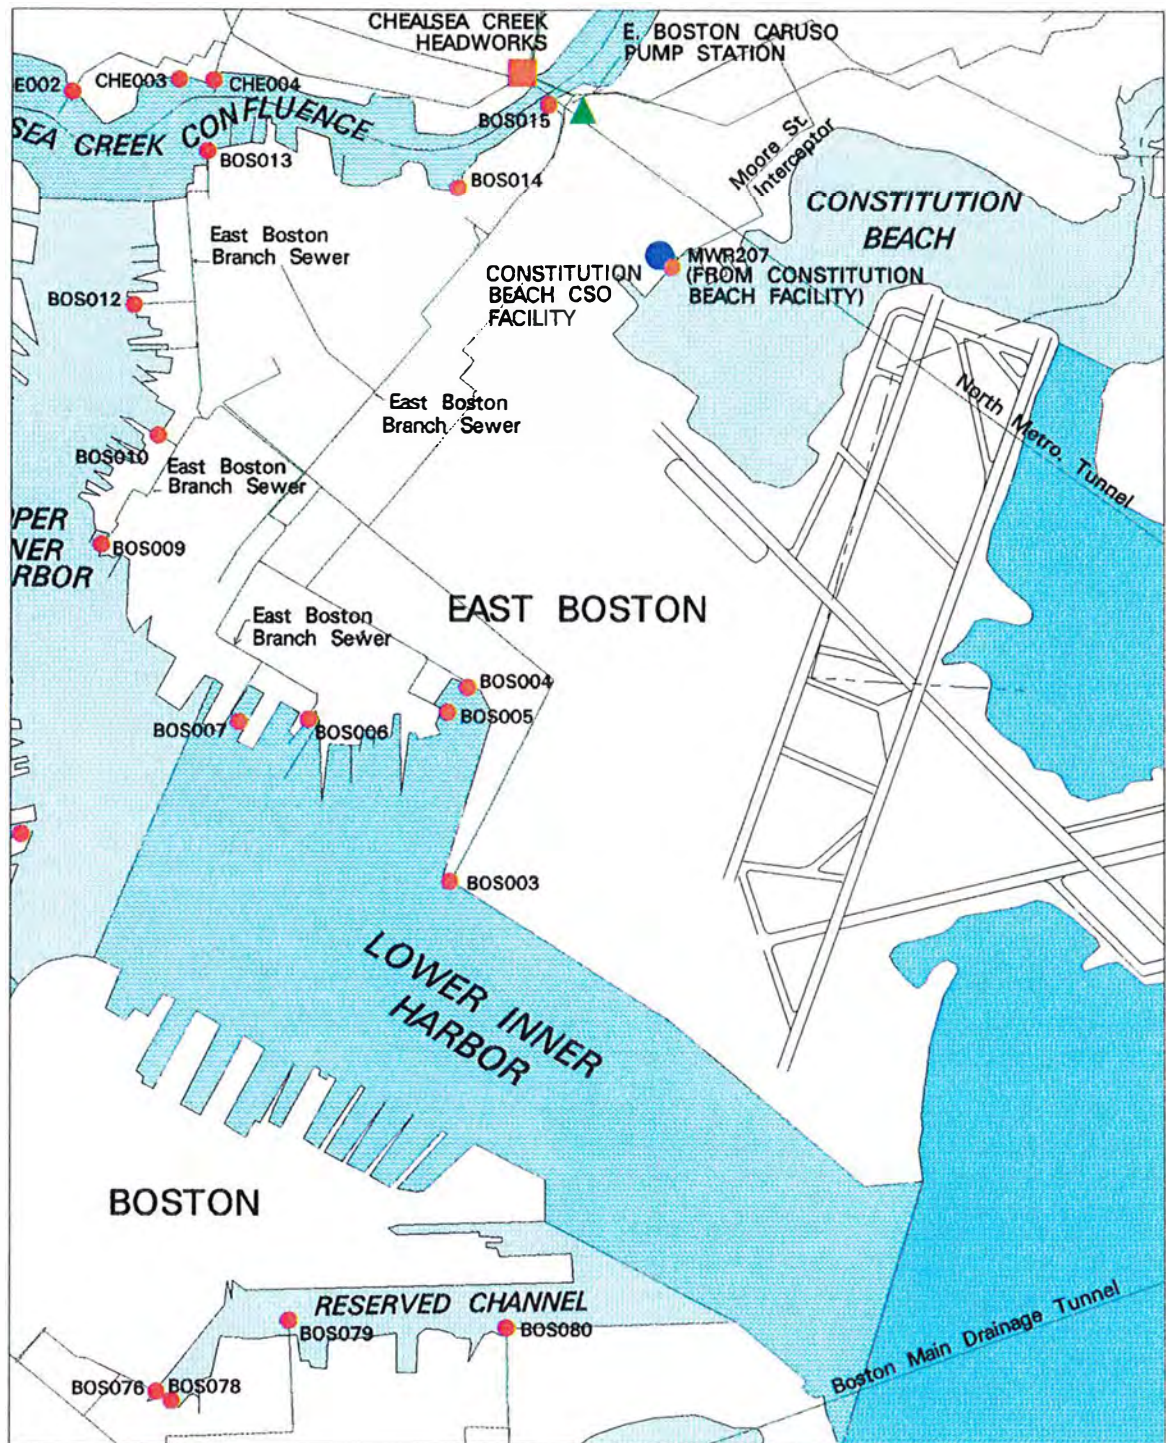 CHEALSEA CREEK
HEADWORKS
E. BOSTON CARUSO
PUMP STATION
E002
CHE003
CHE004
SEA CREEK CONFLUENCE
BOS015
BOS013
BOS014
Moore St.
Interceptor
CONSTITUTION
BEACH
East Boston
Branch Sewer
MWR207
(FROM CONSTITUTION
BEACH FACILITY)
CONSTITUTION
BEACH CSO
FACILITY
BOS012
North Metro. Tunnel
East Boston
Branch Sewer
BOS010
East Boston
Branch Sewer
PPER
NER
RBOR
BOS009
EAST BOSTON
East Boston
Branch Sewer
BOS004
BOS005
BOS007
BOS006
BOS003
LOWER INNER
HARBOR
BOSTON
RESERVED CHANNEL
BOS079
BOS080
Boston Main Drainage Tunnel
BOS076
BOS078